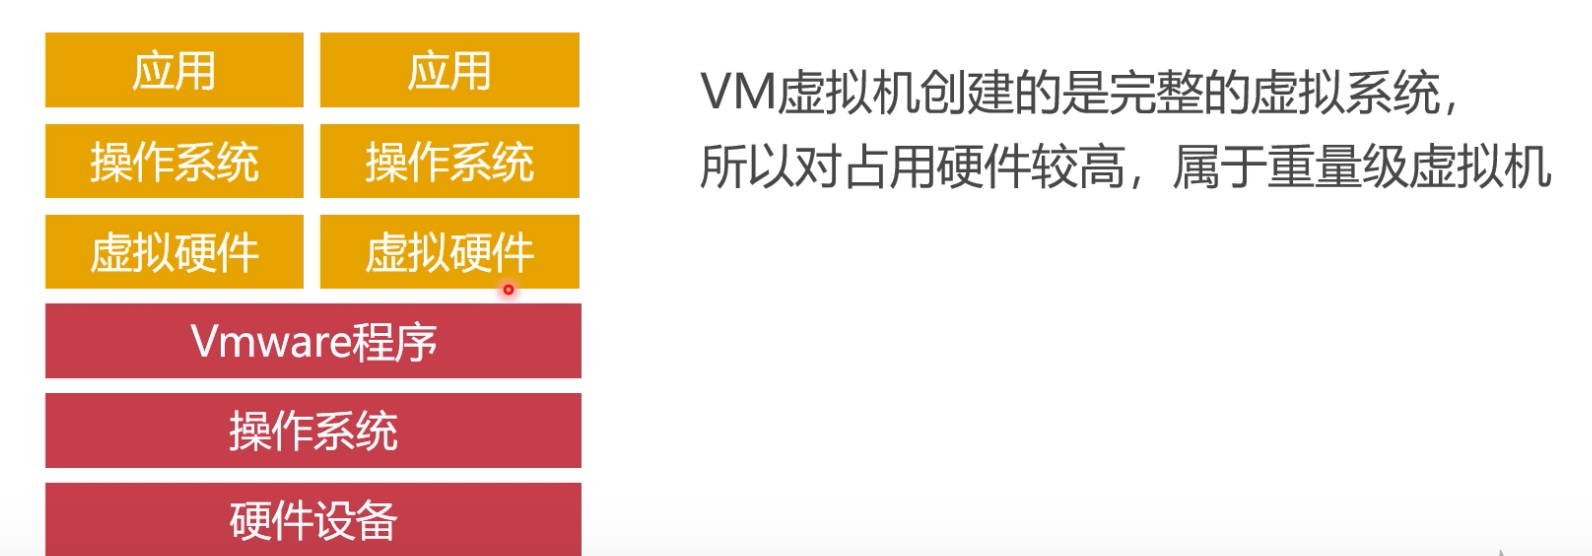 应用 应用
操作系统 操作系统
虚拟硬件 虚拟硬件
Vmware程序
操作系统
硬件设备
VM虚拟机创建的是完整的虚拟系统，
所以对占用硬件较高，属于重量级虚拟机